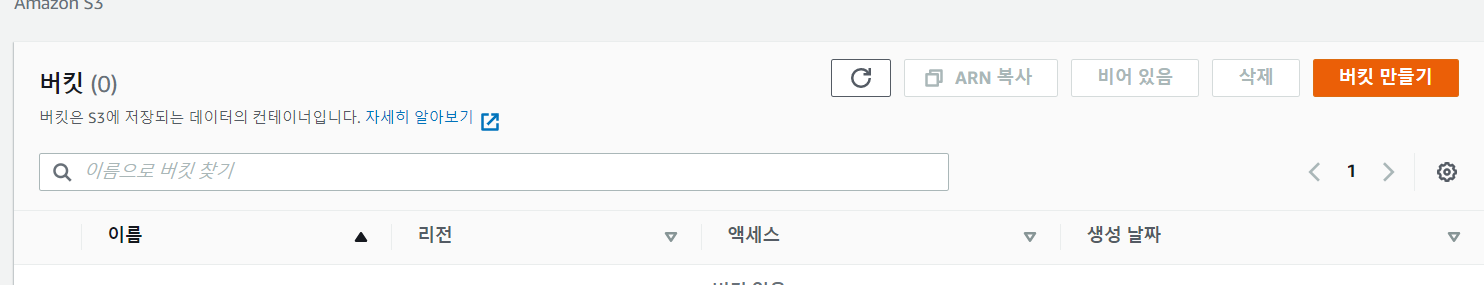 Amazon S3
버킷 (0)
ARN 복사
비어 있음
삭제
버킷 만들기
버킷은 S3에 저장되는 데이터의 컨테이너입니다. 자세히 알아보기
이름으로 버킷 찾기
1
이름
리전
액세스
생성 날짜